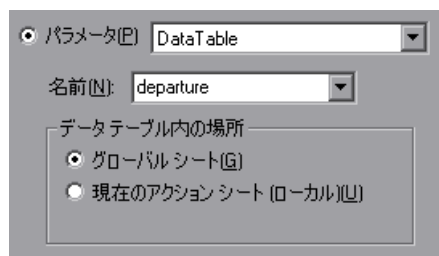 パラメータ(P) DataTable
名前(N): departure
データテーブル内の場所
グローバル シート(G)
現在のアクション シート (ローカル)(U)